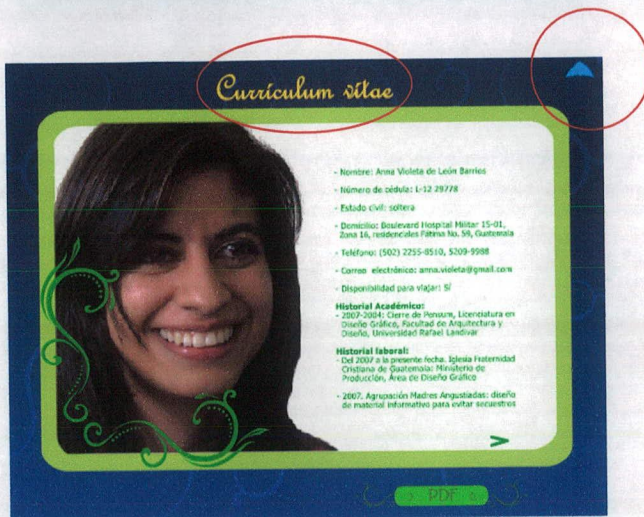 Currículum vitae
- Nombre: Anna Violeta de León Barrios
- Número de cédula: L-12 29778
- Estado civil: soltera
- Domicilio: Boulevard Hospital Militar 15-01,
Zona 16, residenciales Fátima No. 59, Guatemala
- Teléfono: (502) 2255-8510, 5209-9988
- Correo electrónico: anna.violeta@gmail.com
- Disponibilidad para viajar: SÍ
Historial Académico:
- 2007-2004: Cierre de Pensum, Licenciatura en
Diseño Gráfico, Facultad de Arquitectura y
Diseño, Universidad Rafael Landívar
Historial laboral:
- Del 2007 a la presente fecha. Iglesia Fraternidad
Cristiana de Guatemala: Ministerio de
Producción, Área de Diseño Gráfico
- 2007. Agrupación Madres Angustiadas: diseño
de material informativo para evitar secuestros
>
PDF